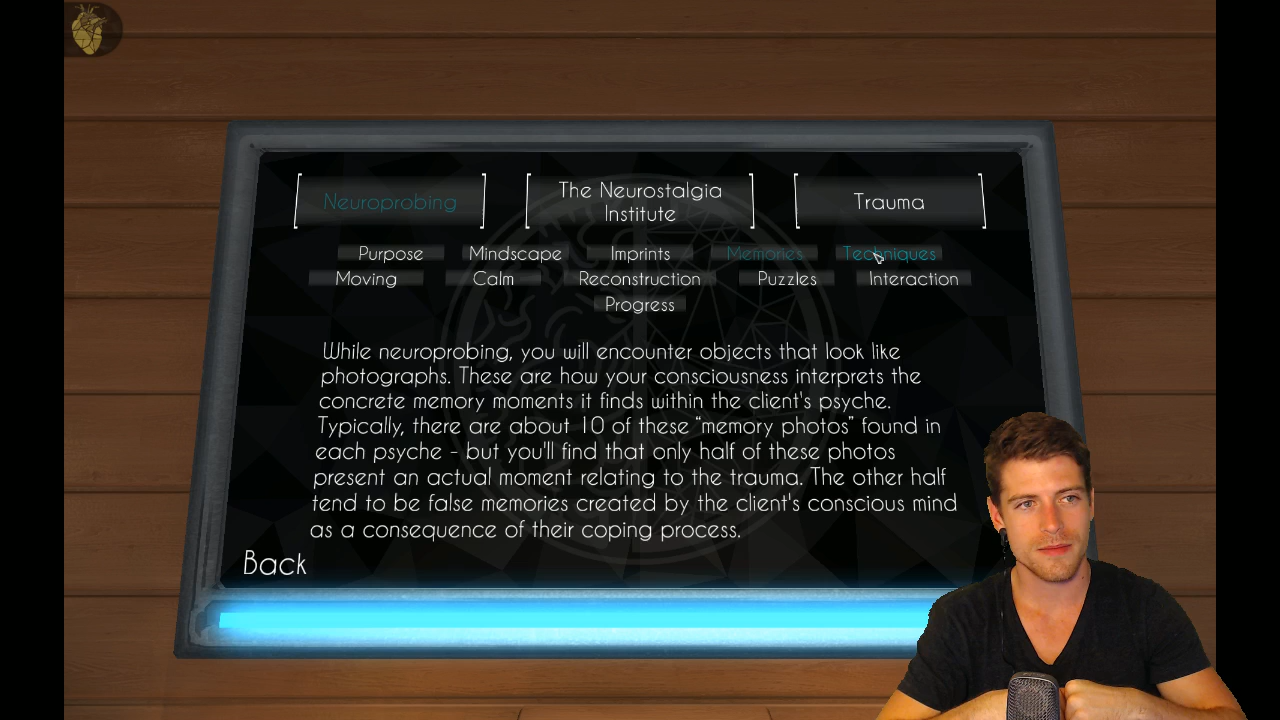 Neuroprobing
The Neurostalgia
Institute
Trauma
Purpose Mindscape Imprints Memories Techniques
Moving Calm Reconstruction Puzzles Interaction
Progress
While neuroprobing, you will encounter objects that look like
photographs. These are how your consciousness interprets the
concrete memory moments it finds within the client's psyche.
Typically, there are about 10 of these “memory photos” found in
each psyche - but you'll find that only half of these photos
present an actual moment relating to the trauma. The other half
tend to be false memories created by the client's conscious mind
as a consequence of their coping process.
Back